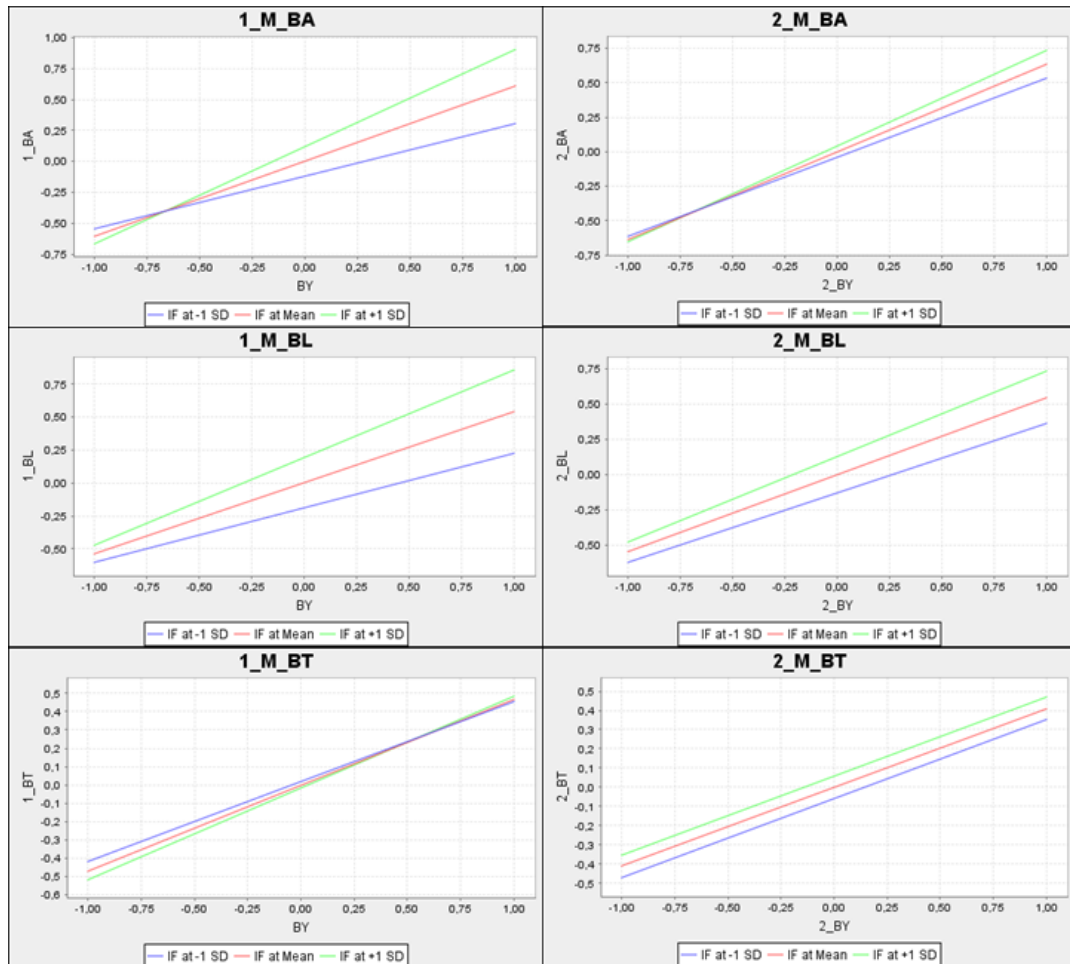 1_M_BA
1,00
0,75
0,50
0,25
0,00
-0,25
-0,50
-0,75
1_BA
-1,00 -0,75 -0,50 -0,25 0,00 0,25 0,50 0,75 1,00
BY
IF at -1 SD IF at Mean IF at +1 SD
2_M_BA
0,75
0,50
0,25
0,00
-0,25
-0,50
-0,75
2_BA
-1,00 -0,75 -0,50 -0,25 0,00 0,25 0,50 0,75 1,00
2_BY
IF at -1 SD IF at Mean IF at +1 SD
1_M_BL
0,75
0,50
0,25
0,00
-0,25
-0,50
1_BL
-1,00 -0,75 -0,50 -0,25 0,00 0,25 0,50 0,75 1,00
BY
IF at -1 SD IF at Mean IF at +1 SD
2_M_BL
0,75
0,50
0,25
0,00
-0,25
-0,50
2_BL
-1,00 -0,75 -0,50 -0,25 0,00 0,25 0,50 0,75 1,00
2_BY
IF at -1 SD IF at Mean IF at +1 SD
1_M_BT
0,5
0,4
0,3
0,2
0,1
0,0
-0,1
-0,2
-0,3
-0,4
-0,5
-0,6
1_BT
-1,00 -0,75 -0,50 -0,25 0,00 0,25 0,50 0,75 1,00
BY
IF at -1 SD IF at Mean IF at +1 SD
2_M_BT
0,5
0,4
0,3
0,2
0,1
0,0
-0,1
-0,2
-0,3
-0,4
-0,5
2_BT
-1,00 -0,75 -0,50 -0,25 0,00 0,25 0,50 0,75 1,00
2_BY
IF at -1 SD IF at Mean IF at +1 SD